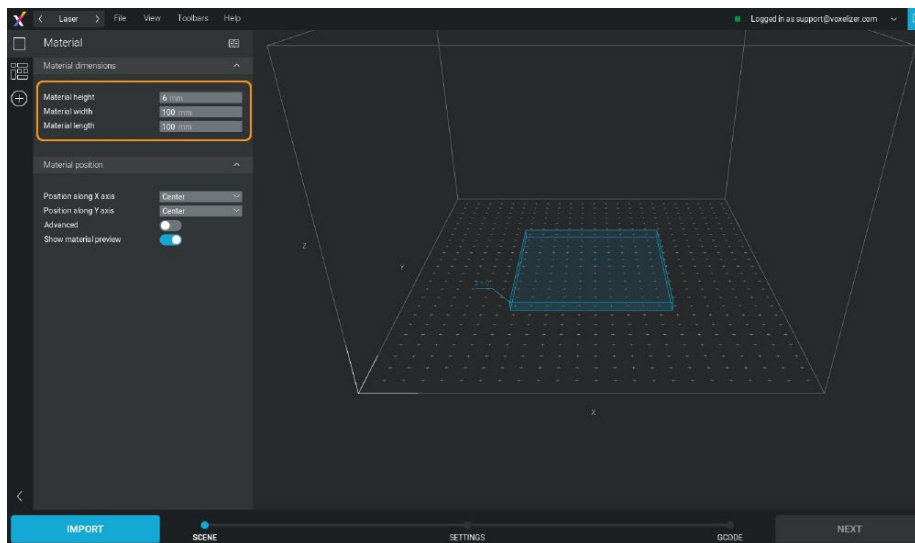 Laser File View Toolbars Help Logged in as support@voxelizer.com
Material
Material dimensions
Material height 6 mm
Material width 100 mm
Material length 100 mm
Material position
Position along X axis Center
Position along Y axis Center
Advanced
Show material preview
Z
Y
X
IMPORT SCENE SETTINGS GCODE NEXT